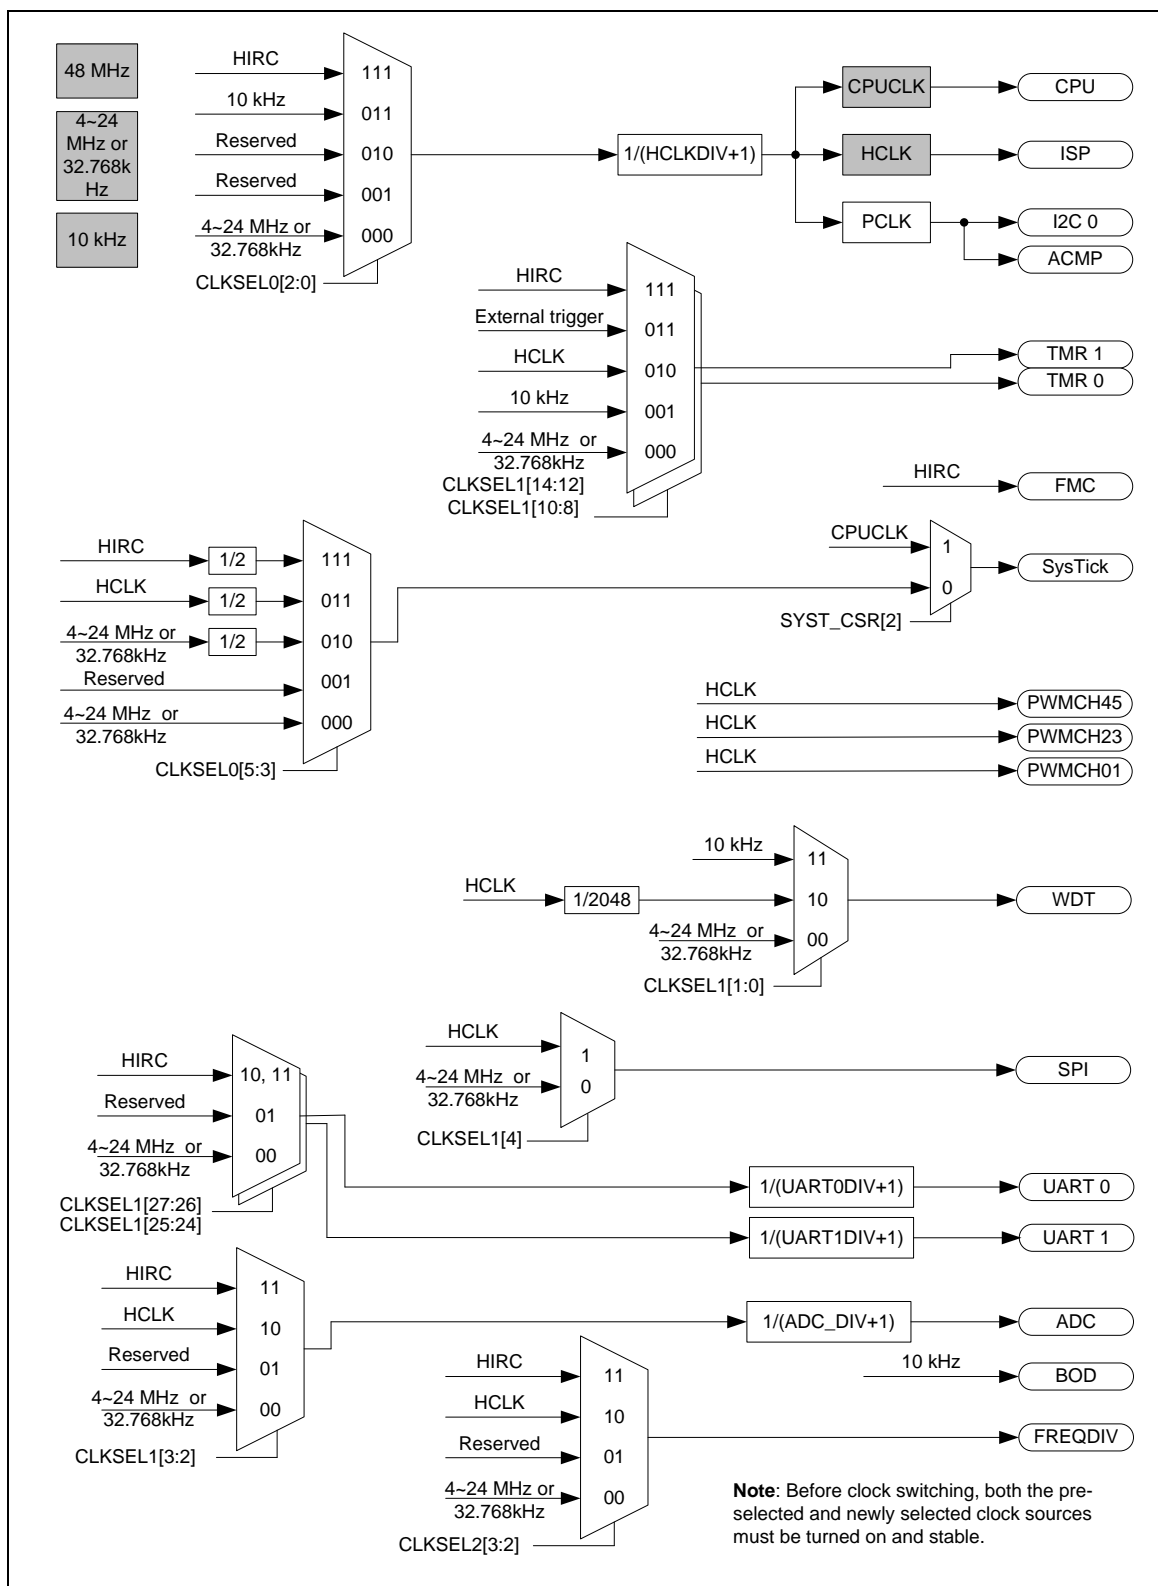 48 MHz
4~24
MHz or
32.768k
Hz
10 kHz
HIRC
10 kHz
Reserved
Reserved
4~24 MHz or
32.768kHz
111
011
010
001
000
CLKSEL0[2:0]
1/(HCLKDIV+1)
CPUCLK
CPU
HCLK
ISP
PCLK
I2C 0
ACMP
HIRC
External trigger
HCLK
10 kHz
4~24 MHz or
32.768kHz
111
011
010
001
000
CLKSEL1[14:12]
CLKSEL1[10:8]
TMR 1
TMR 0
HIRC
FMC
HIRC
1/2
HCLK
1/2
4~24 MHz or
32.768kHz
1/2
Reserved
4~24 MHz or
32.768kHz
111
011
010
001
000
CLKSEL0[5:3]
CPUCLK
1
0
SYST_CSR[2]
SysTick
HCLK
PWMCH45
HCLK
PWMCH23
HCLK
PWMCH01
10 kHz
HCLK
1/2048
4~24 MHz or
32.768kHz
11
10
00
CLKSEL1[1:0]
WDT
HCLK
4~24 MHz or
32.768kHz
1
0
CLKSEL1[4]
SPI
HIRC
Reserved
4~24 MHz or
32.768kHz
10, 11
01
00
CLKSEL1[27:26]
CLKSEL1[25:24]
1/(UART0DIV+1)
UART 0
1/(UART1DIV+1)
UART 1
HIRC
HCLK
Reserved
4~24 MHz or
32.768kHz
11
10
01
00
CLKSEL1[3:2]
1/(ADC_DIV+1)
ADC
10 kHz
BOD
HIRC
HCLK
Reserved
4~24 MHz or
32.768kHz
11
10
01
00
CLKSEL2[3:2]
FREQDIV
Note: Before clock switching, both the pre-
selected and newly selected clock sources
must be turned on and stable.